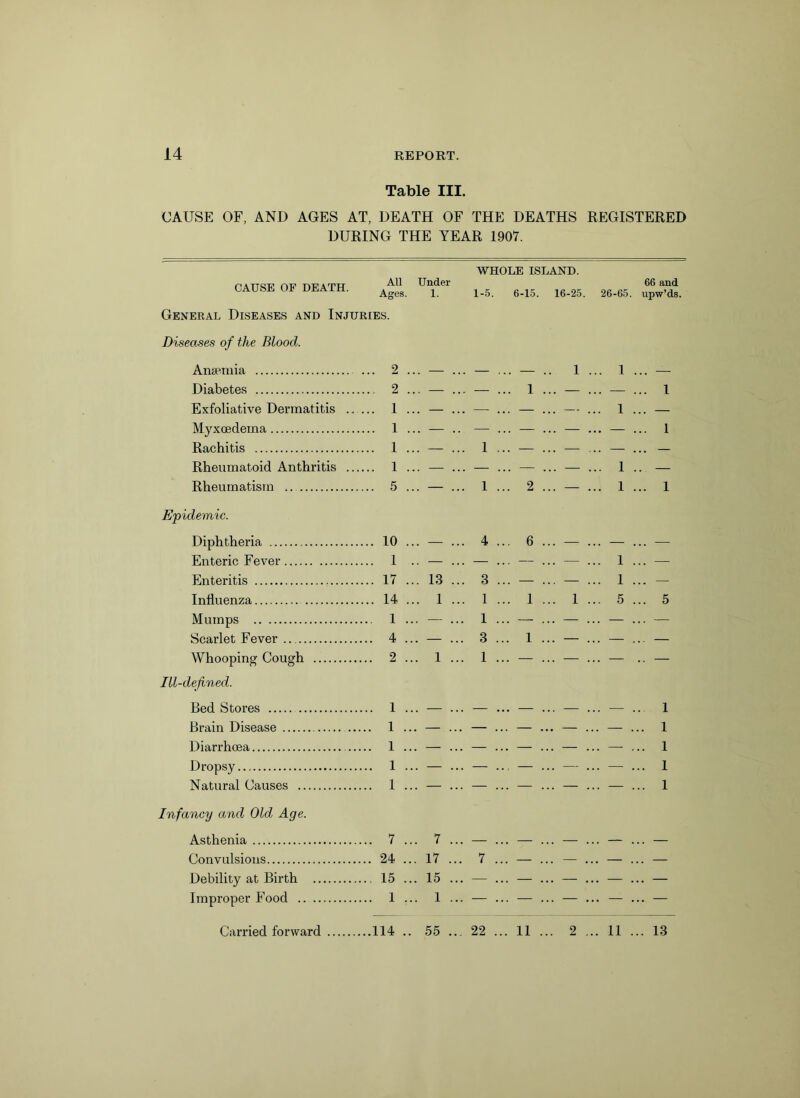 14 REPORT.
Table III.
CAUSE OF, AND AGES AT, DEATH OF THE DEATHS REGISTERED
DURING THE YEAR 1907.
WHOLE ISLAND.
CAUSE OF DEATH. All Ages. Under 1. 1-5. 6-15. 16-25. 26-65. 66 and upw'ds.
GENERAL DISEASES AND INJURIES.
Diseases of the Blood.
Anæmia ... 2 ... — ... — ... — .. 1 ... 1 ... —
Diabetes ... 2 ... — ... — ... 1 ... — ... — ... 1
Exfoliative Dermatitis ... 1 ... — ... — ... — ... — ... 1 ... —
Myxœdema ... 1 ... — .. — ... — ... — ... — ... 1
Rachitis ... 1 ... — ... 1 ... — ... — ... — ... —
Rheumatoid Anthritis ... 1 ... — ... — ... — ... — ... 1 .. —
Rheumatism ... 5 ... — ... 1 ... 2 ... — ... 1 ... 1
Epidemic.
Diphtheria ... 10 ... — ... 4 ... 6 ... — ... — ... —
Enteric Fever ... 1 .. — ... — ... — ... — ... 1 ... —
Enteritis ... 17 ... 13 ... 3 ... — ... — ... 1 ... —
Influenza ... 14 ... 1 ... 1 ... 1 ... 1 ... 5 ... 5
Mumps ... 1 ... — ... 1 ... — ... — ... — ... —
Scarlet Fever ... 4 ... — ... 3 ... 1 ... — ... — ... —
Whooping Cough ... 2 ... 1 ... 1 ... — ... — ... — .. —
Ill-defined.
Bed Stores ... 1 ... — ... — ... — ... — ... — .. 1
Brain Disease ... 1 ... — ... — ... — ... — ... — ... 1
Diarrhœa ... 1 ... — ... — ... — ... — ... — ... 1
Dropsy ... 1 ... — ... — ... — ... — ... — ... 1
Natural Causes ... 1 ... — ... — ... — ... — ... — ... 1
Infancy and Old Age.
Asthenia ... 7 ... 7 ... — ... — ... — ... — ... —
Convulsions ... 24 ... 17 ... 7 ... — ... — ... — ... —
Debility at Birth ... 15 ... 15 ... — ... — ... — ... — ... —
Improper Food ... 1 ... 1 ... — ... — ... — ... — ... —
Carried forward .........114 .. 55 ... 22 ... 11 ... 2 ... 11 ... 13